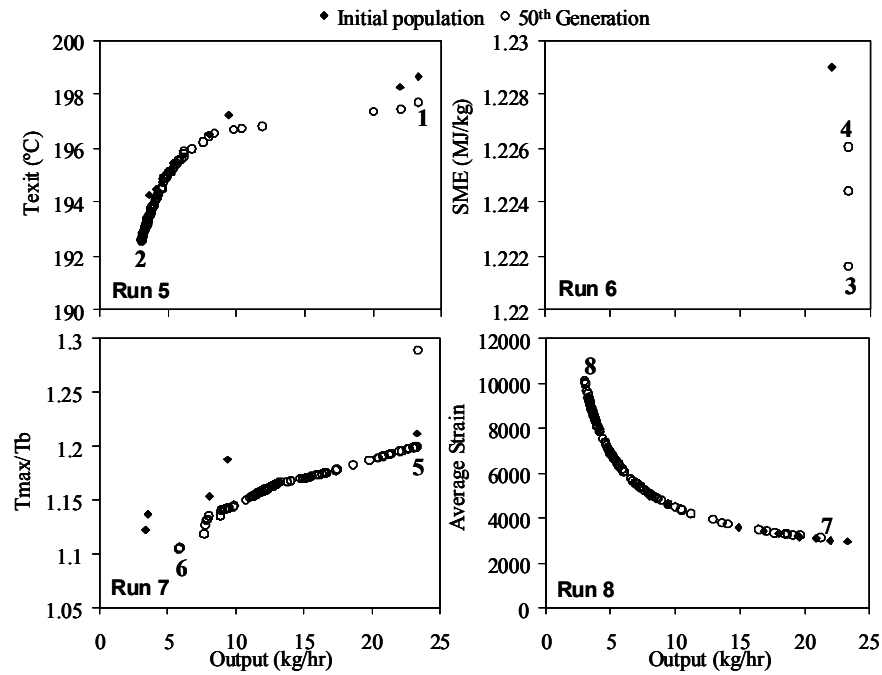 Initial population 50th Generation
200
198
196
194
192
190
Texit (ºC)
1
2
Run 5
1.23
1.228
1.226
1.224
1.222
1.22
SME (MJ/kg)
4
3
Run 6
1.3
1.25
1.2
1.15
1.1
1.05
Tmax/Tb
5
6
Run 7
0 5 10 15 20 25
Output (kg/hr)
12000
10000
8000
6000
4000
2000
0
Average Strain
8
7
Run 8
0 5 10 15 20 25
Output (kg/hr)